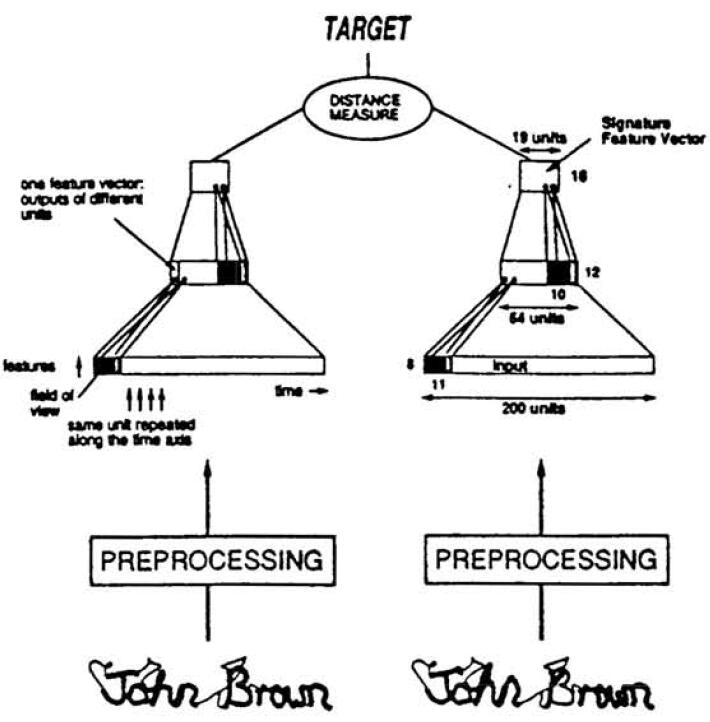 TARGET
DISTANCE
MEASURE
19 units
Signature
Feature Vector
16
one feature vector:
outputs of different
units
12
10
64 units
features
field of
view
time
same unit repeated
along the time axis
8
11
input
200 units
PREPROCESSING
PREPROCESSING
John Brown
John Brown